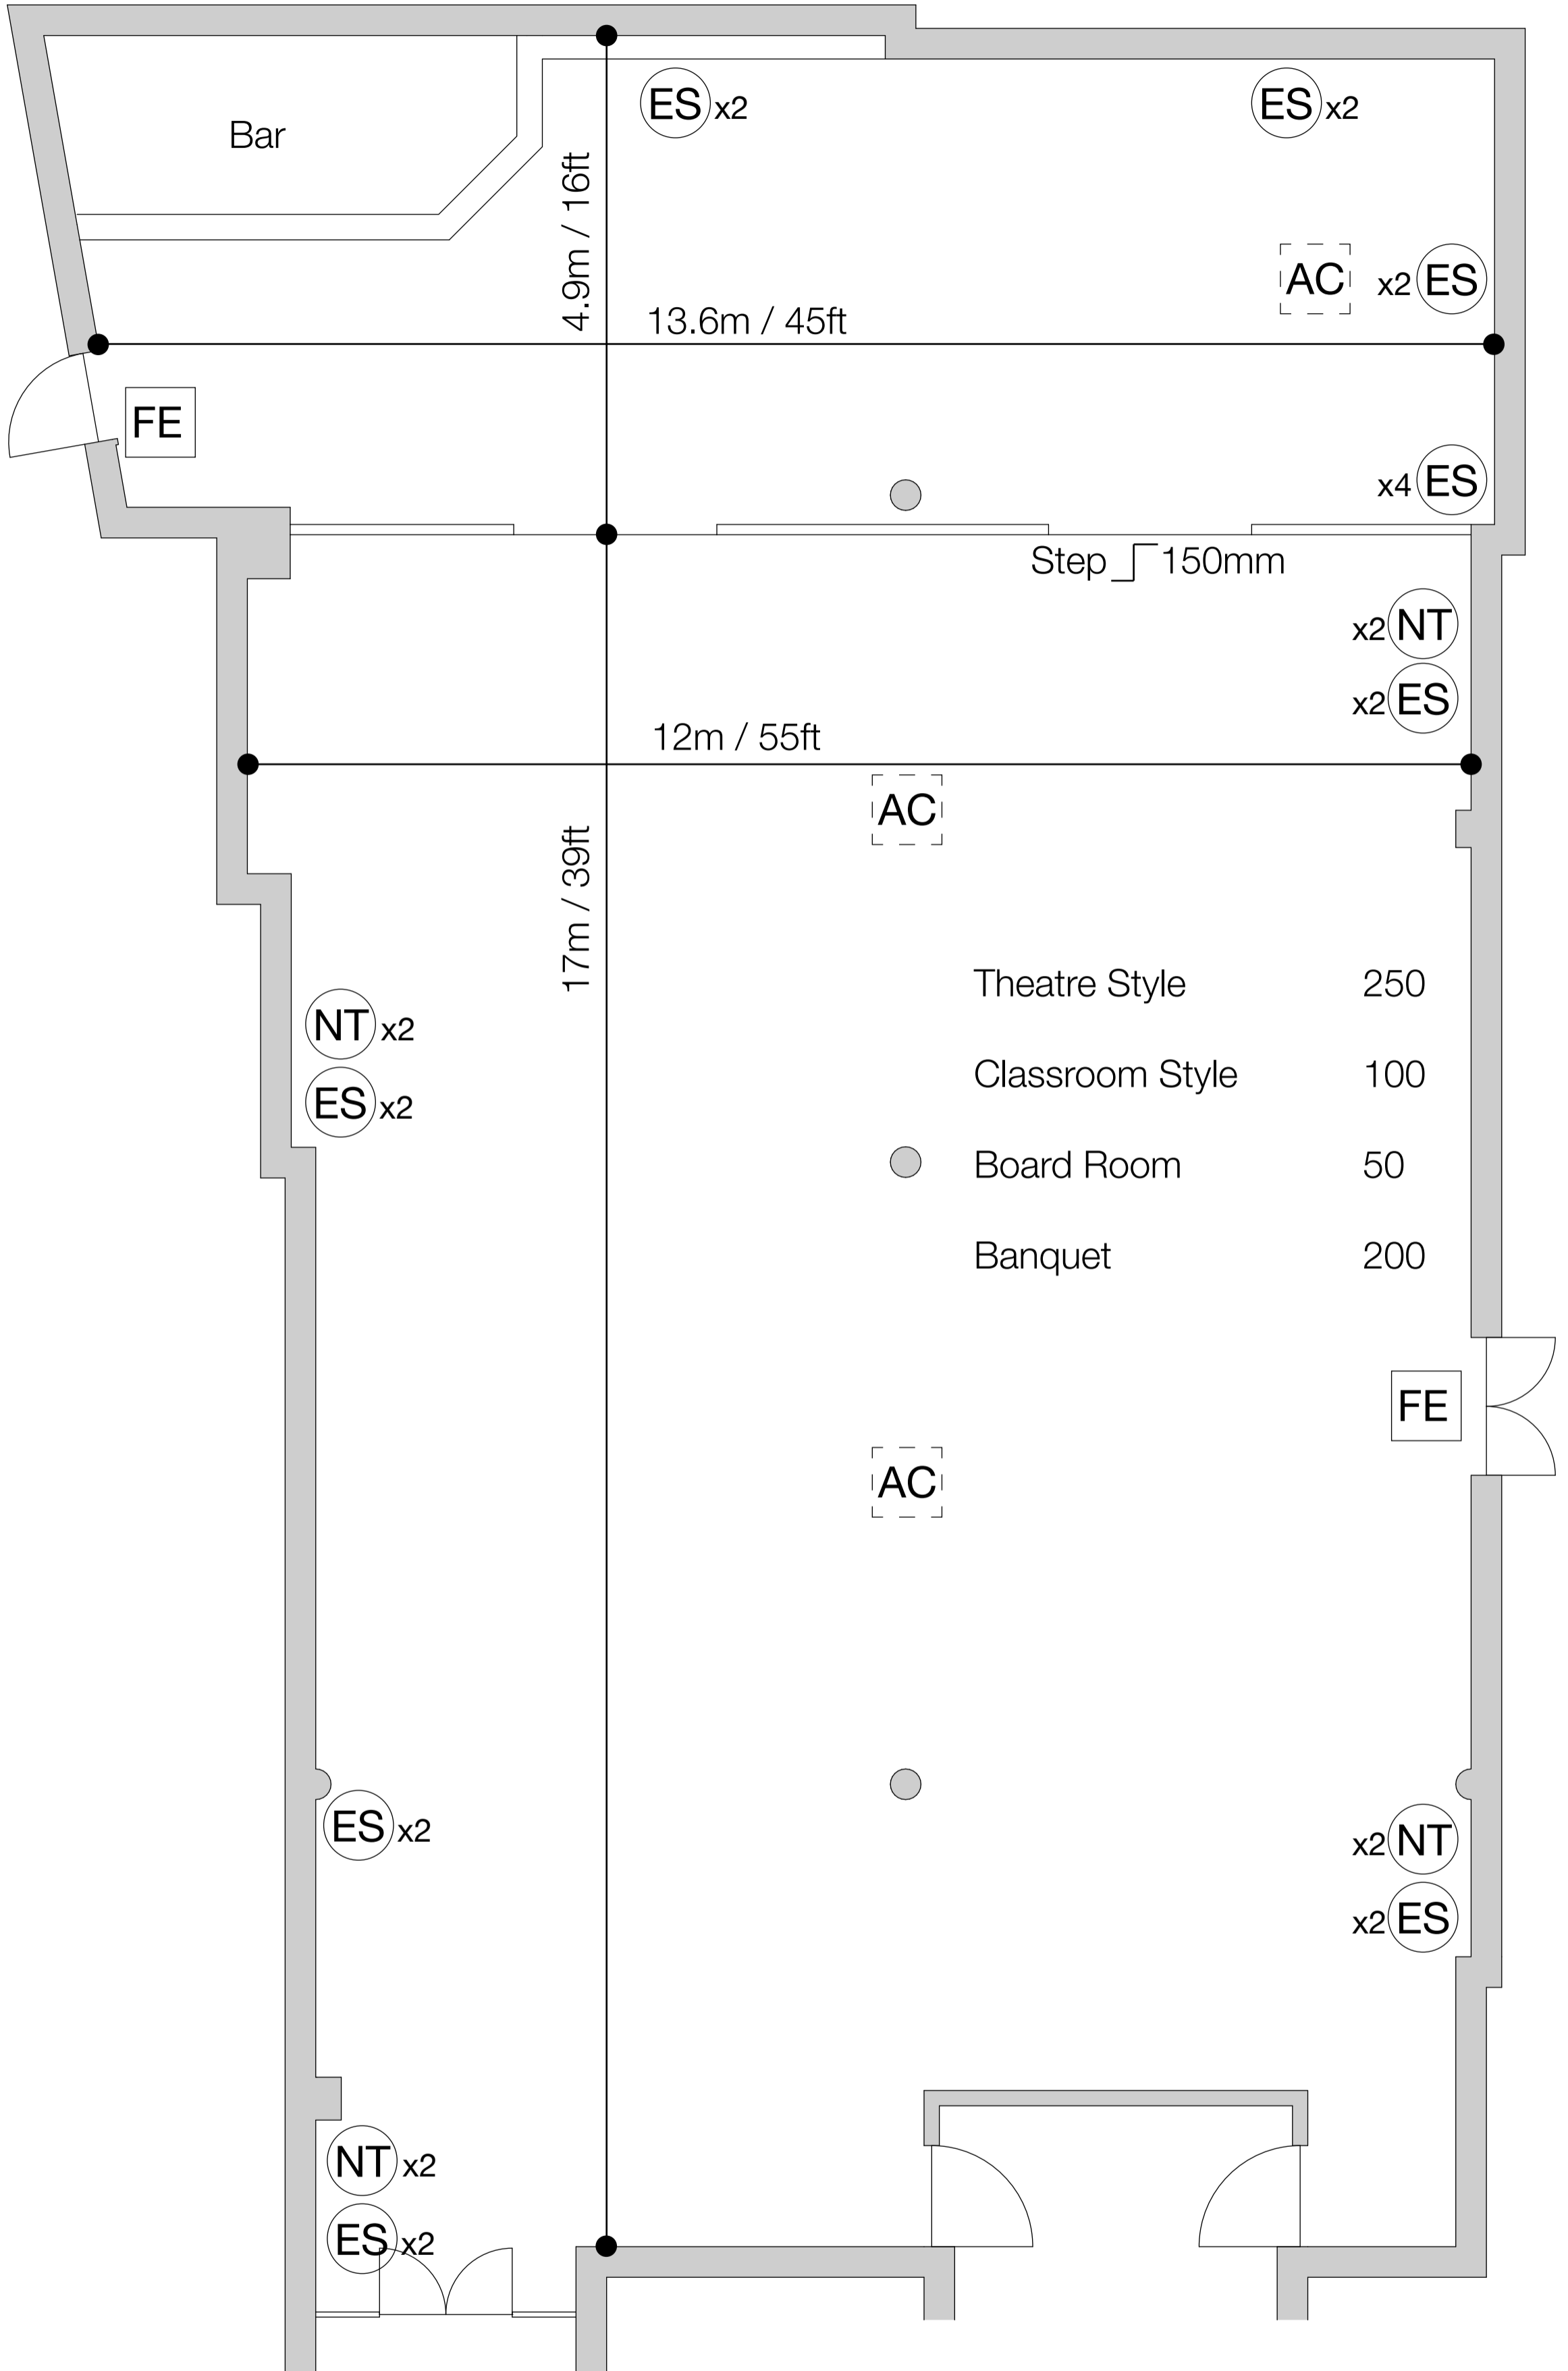 ES x2
ES x2
Bar
4.9m / 16ft
AC
x2 ES
13.6m / 45ft
FE
x4 ES
Step 150mm
x2 NT
x2 ES
12m / 55ft
AC
17m / 39ft
Theatre Style 250
NT x2
Classroom Style 100
ES x2
Board Room 50
Banquet 200
FE
AC
ES x2
x2 NT
x2 ES
NT x2
ES x2